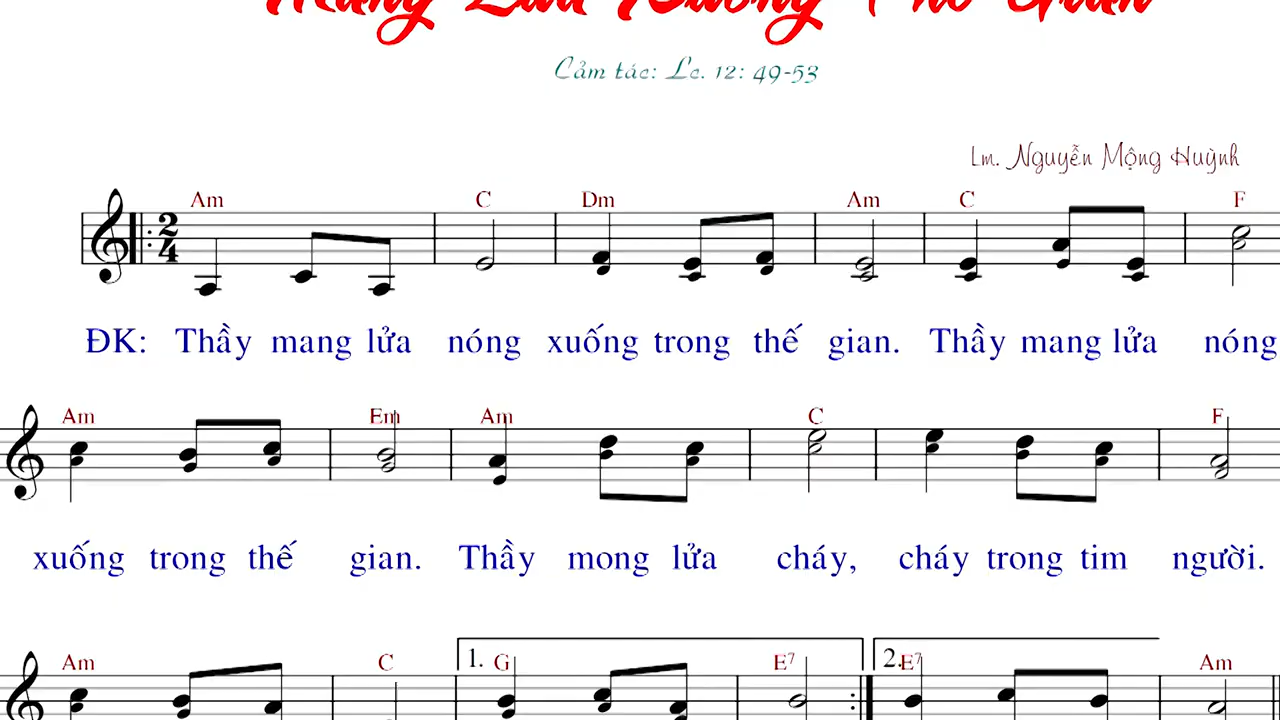 Cảm tác: Lc. 12: 49-53
Lm. Nguyễn Mộng Huỳnh
Am C Dm Am C F
2
4
ĐK: Thầy mang lửa nóng xuống trong thế gian. Thầy mang lửa nóng
Am Em Am C F
xuống trong thế gian. Thầy mong lửa cháy, cháy trong tim người.
1. 2.
Am C G E7 E7 Am